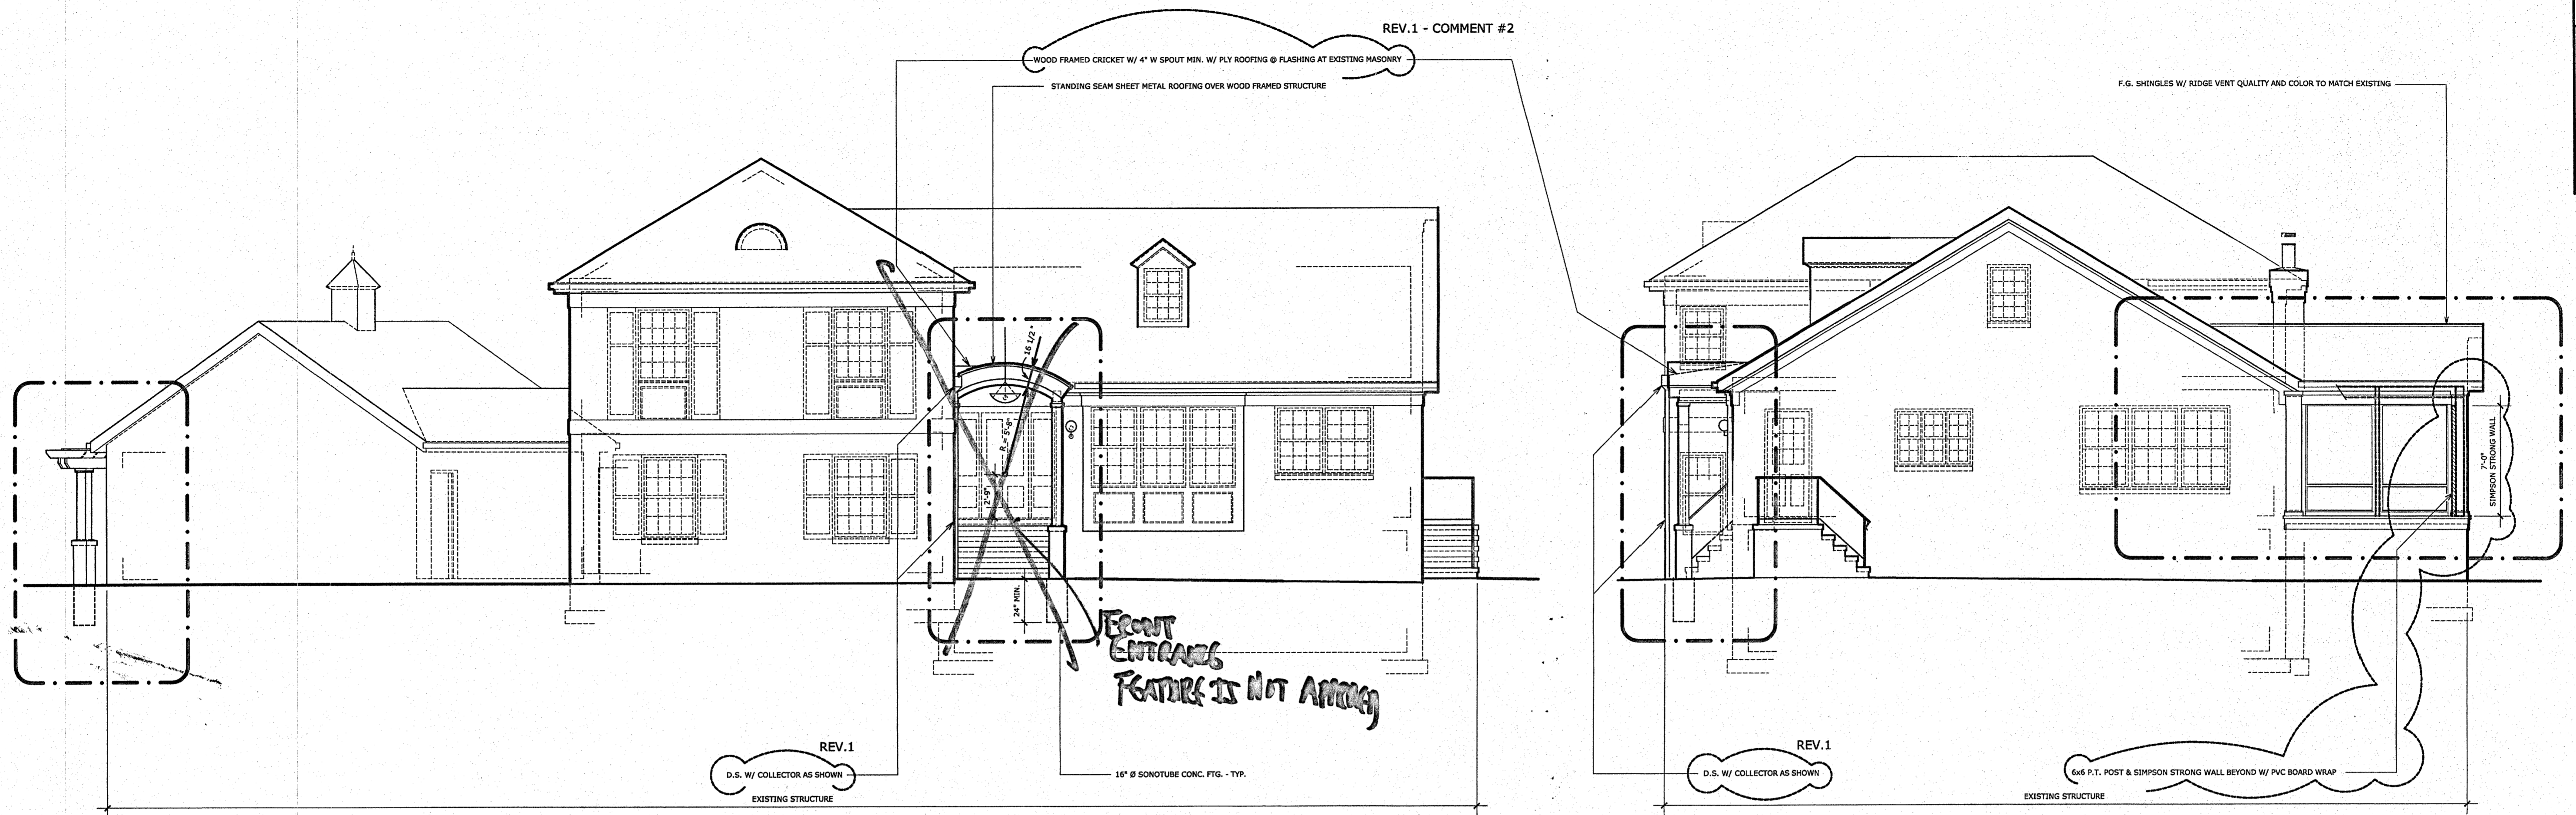 REV.1 - COMMENT #2
WOOD FRAMED CRICKET W/ 4" W SPOUT MIN. W/ PLY ROOFING @ FLASHING AT EXISTING MASONRY
STANDING SEAM SHEET METAL ROOFING OVER WOOD FRAMED STRUCTURE
F.G. SHINGLES W/ RIDGE VENT QUALITY AND COLOR TO MATCH EXISTING
16 1/2"
R = 5'-8"
2'-9"
24" MIN.
7'-0"
SIMPSON STRONG WALL
FRONT
ENTRANCE
FEATURE IS NOT
REV.1
D.S. W/ COLLECTOR AS SHOWN
16" Ø SONOTUBE CONC. FTG. - TYP.
EXISTING STRUCTURE
REV.1
D.S. W/ COLLECTOR AS SHOWN
6x6 P.T. POST & SIMPSON STRONG WALL BEYOND W/ PVC BOARD WRAP
EXISTING STRUCTURE